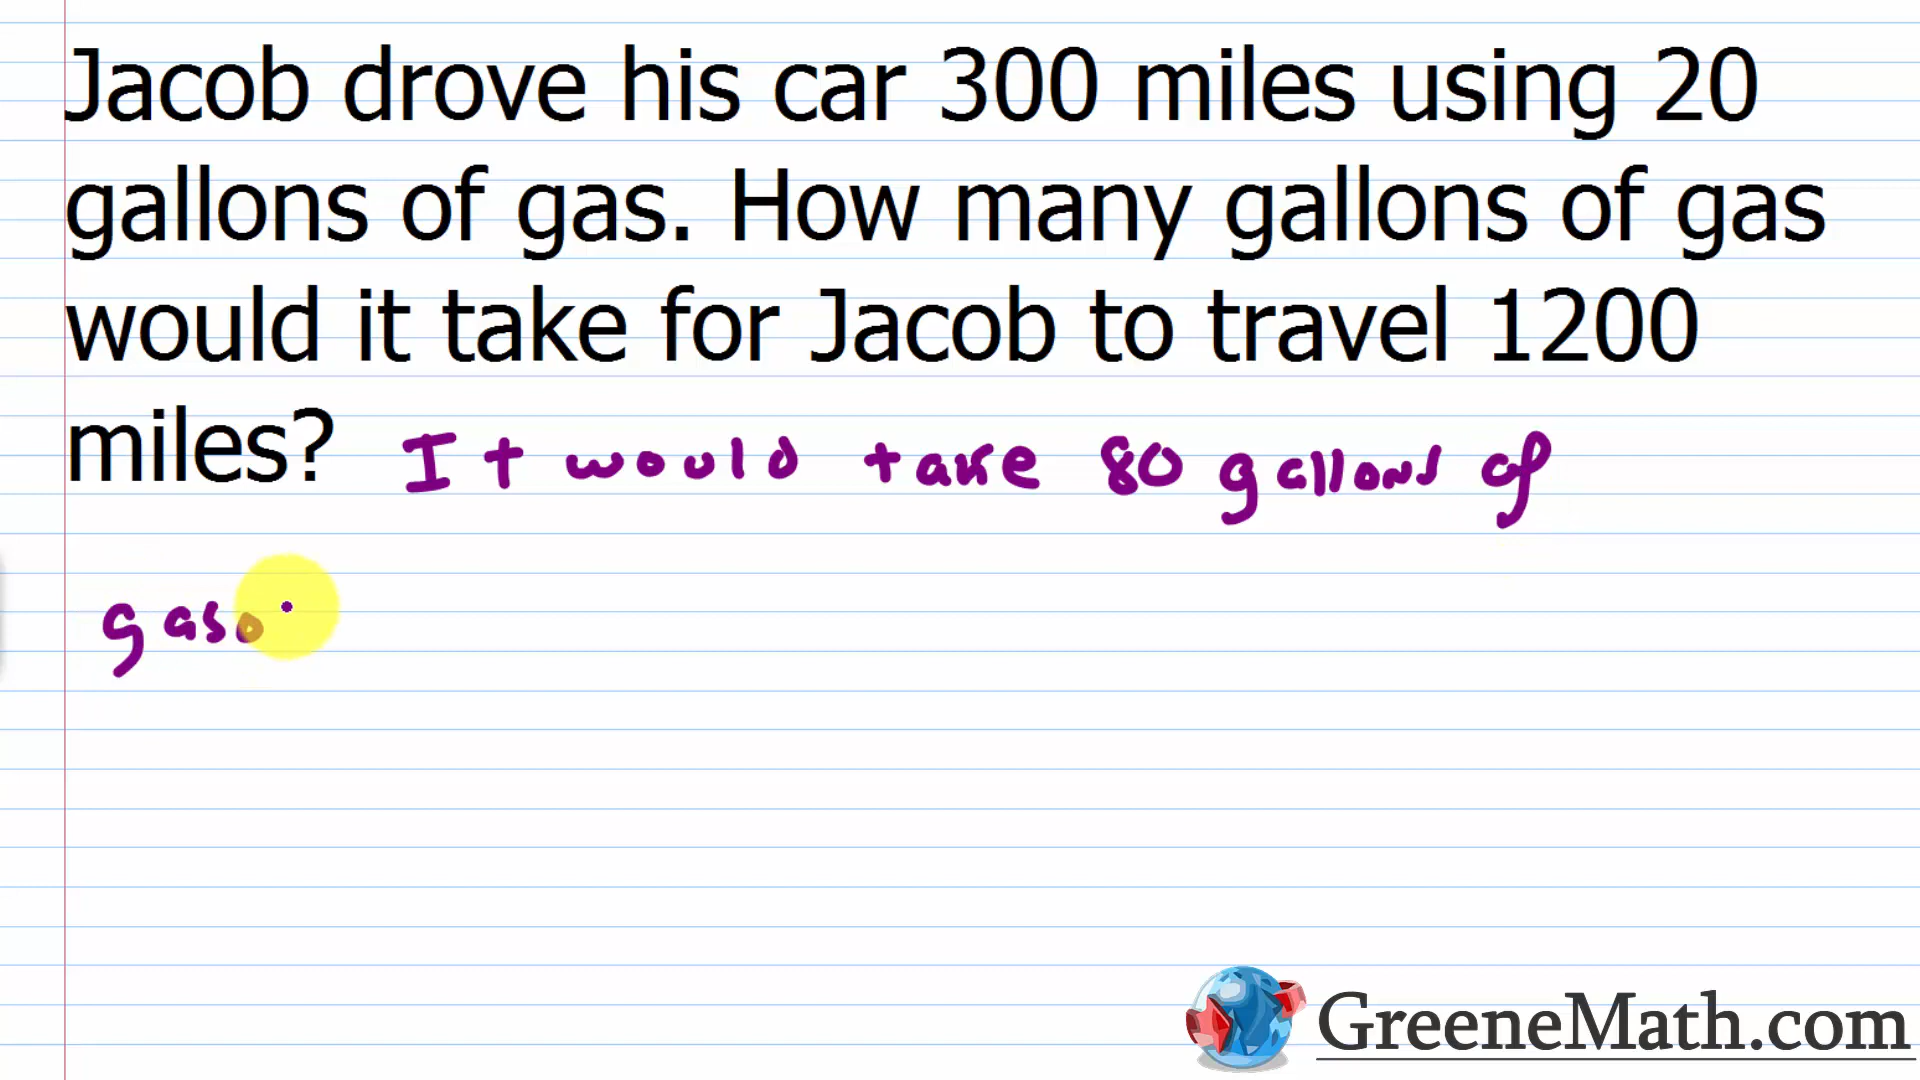 Jacob drove his car 300 miles using 20
gallons of gas. How many gallons of gas
would it take for Jacob to travel 1200
miles? It would take 80 gallons of
gaso
GreeneMath.com